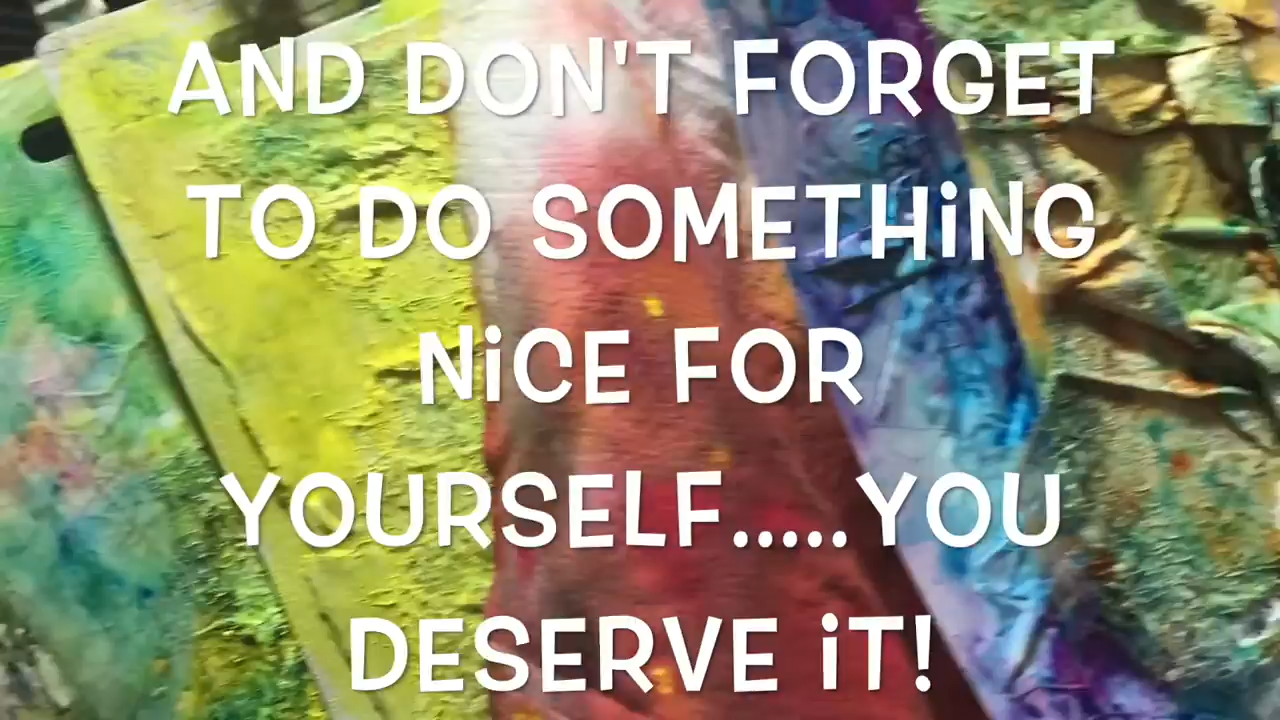 AND DON'T FORGET
TO DO SOMETHiNG
NiCE FOR
YOURSELF.....YOU
DESERVE iT!